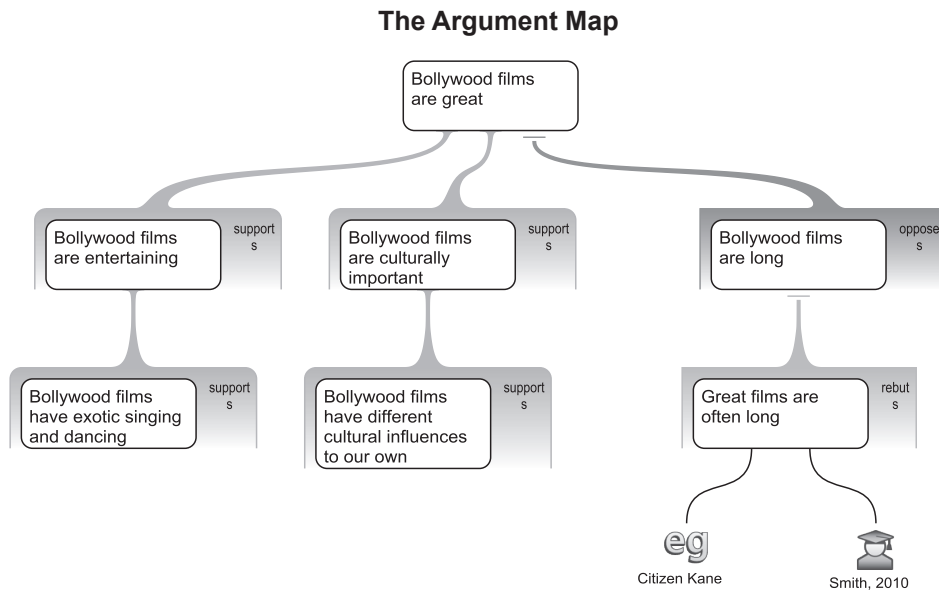 The Argument Map
Bollywood films
are great
Bollywood films
are entertaining
support
s
Bollywood films
are culturally
important
support
s
Bollywood films
are long
oppose
s
Bollywood films
have exotic singing
and dancing
support
s
Bollywood films
have different
cultural influences
to our own
support
s
Great films are
often long
rebut
s
eg
Citizen Kane
Smith, 2010